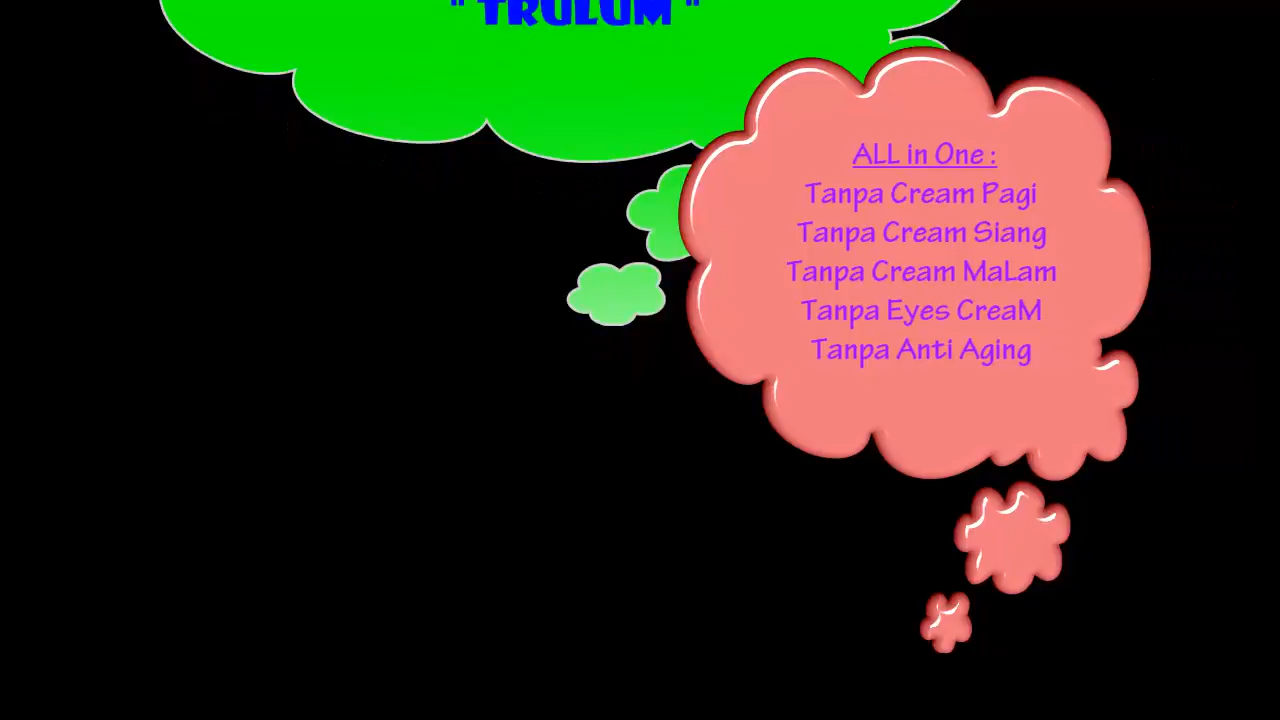 " TRULUM "
ALL in One :
Tanpa Cream Pagi
Tanpa Cream Siang
Tanpa Cream MaLam
Tanpa Eyes CreaM
Tanpa Anti Aging